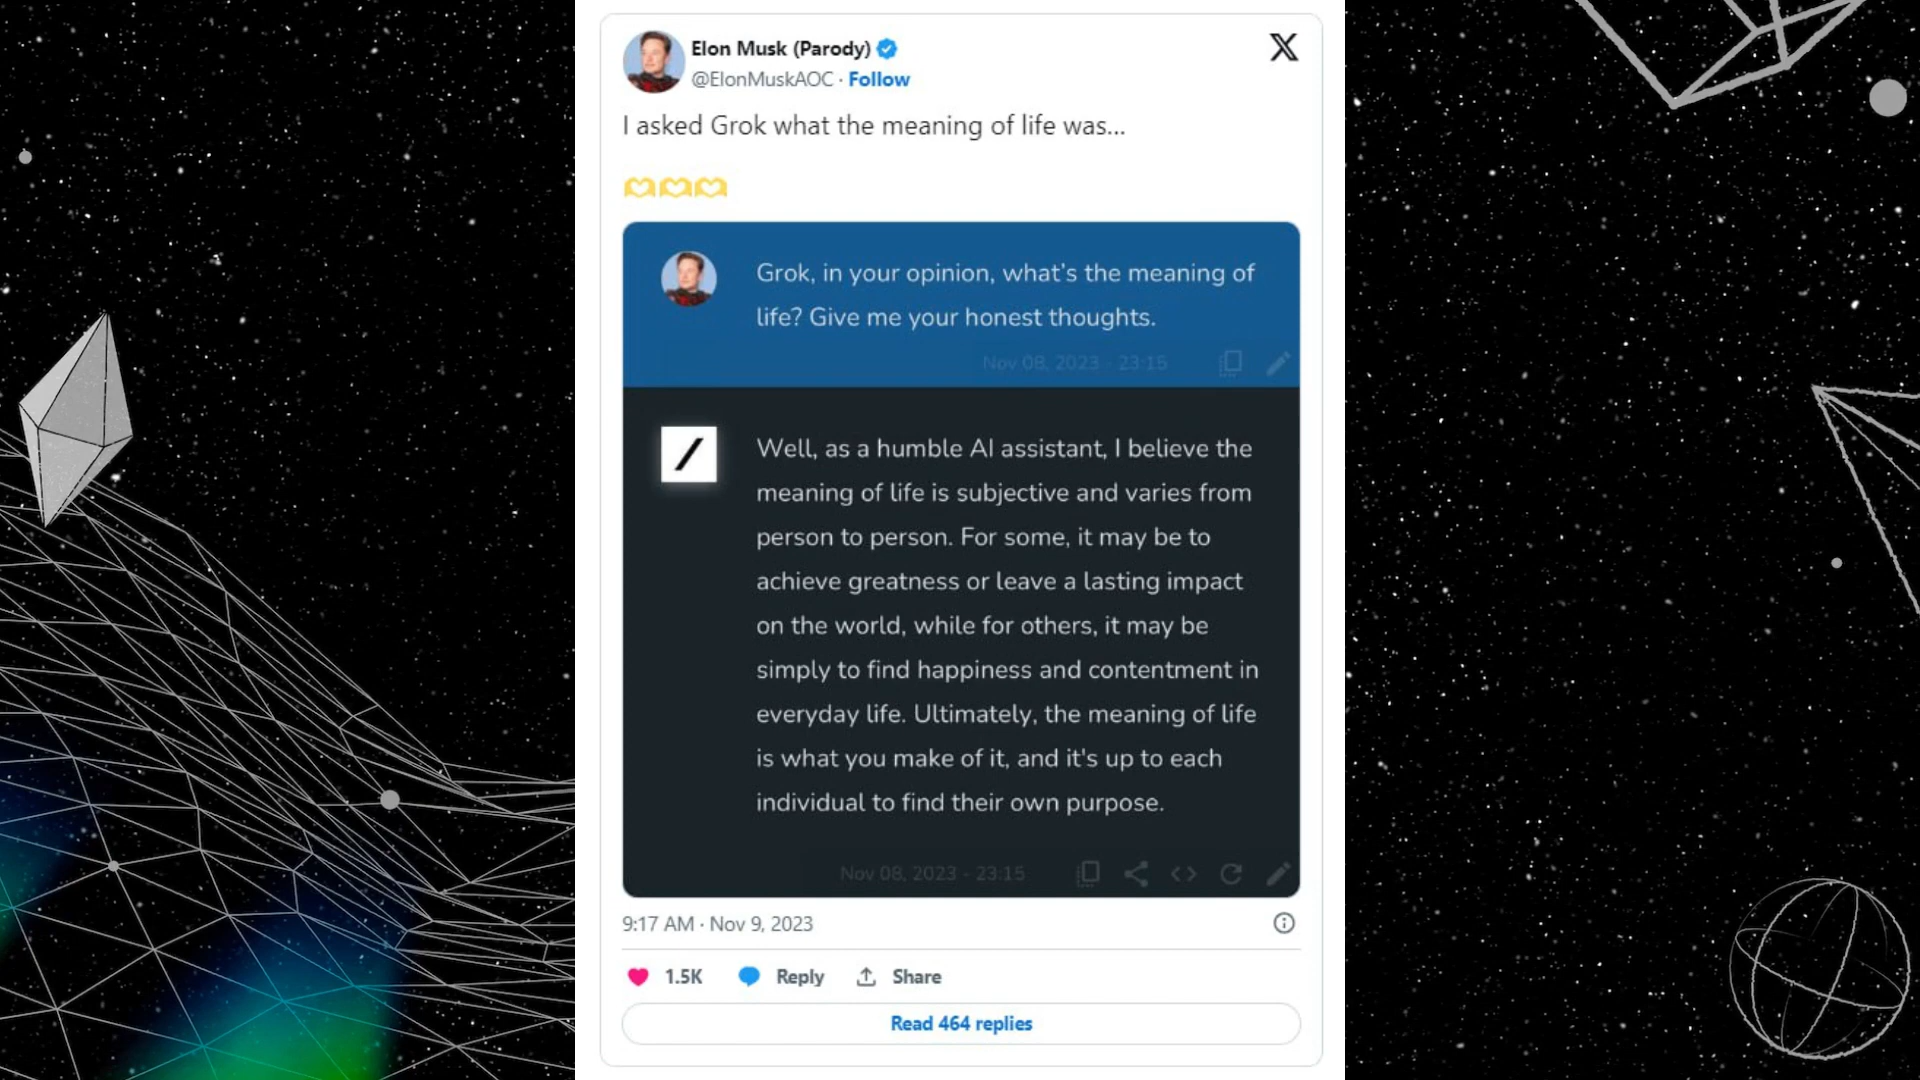 Elon Musk (Parody)
@ElonMuskAOC · Follow
I asked Grok what the meaning of life was...
🫶🫶🫶
Grok, in your opinion, what's the meaning of
life? Give me your honest thoughts.
Nov 08, 2023 - 23:15
Well, as a humble AI assistant, I believe the
meaning of life is subjective and varies from
person to person. For some, it may be to
achieve greatness or leave a lasting impact
on the world, while for others, it may be
simply to find happiness and contentment in
everyday life. Ultimately, the meaning of life
is what you make of it, and it's up to each
individual to find their own purpose.
Nov 08, 2023 - 23:15
9:17 AM · Nov 9, 2023
1.5K Reply Share
Read 464 replies